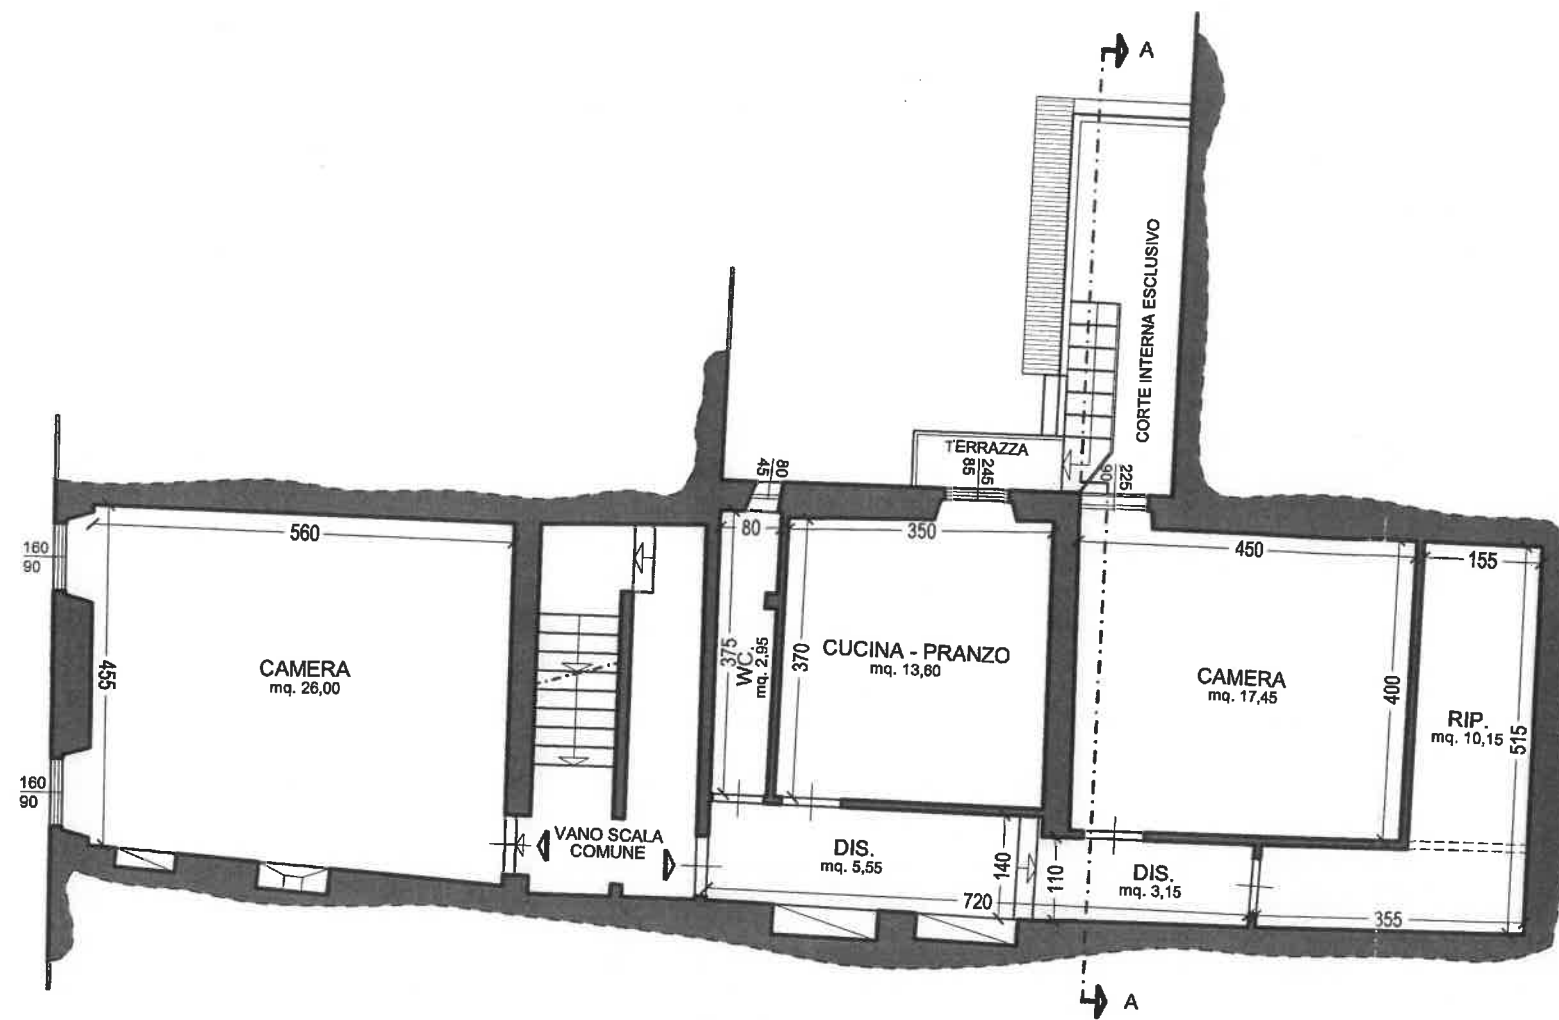 A
CORTE INTERNA ESCLUSIVO
TERRAZZA
80
45
245
85
225
90
160
90
560
80
350
450
155
455
CAMERA
mq. 26,00
375
WC.
mq. 2,95
370
CUCINA - PRANZO
mq. 13,60
CAMERA
mq. 17,45
400
RIP.
mq. 10,15
515
160
90
VANO SCALA
COMUNE
DIS.
mq. 5,55
140
110
DIS.
mq. 3,15
720
355
A